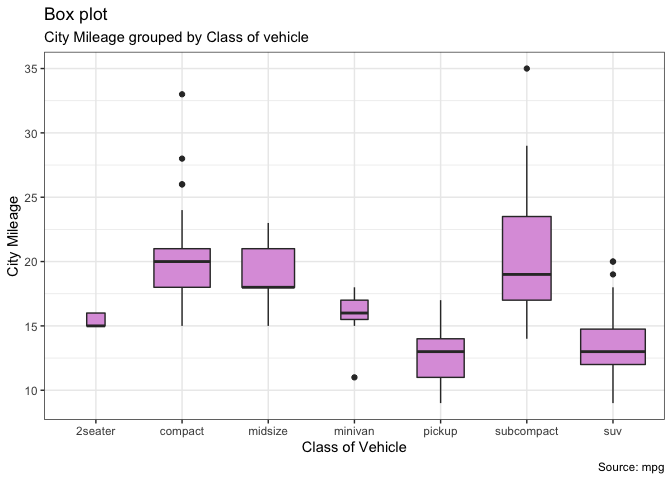 Box plot
City Mileage grouped by Class of vehicle
City Mileage
35
30
25
20
15
10
2seater compact midsize minivan pickup subcompact suv
Class of Vehicle
Source: mpg